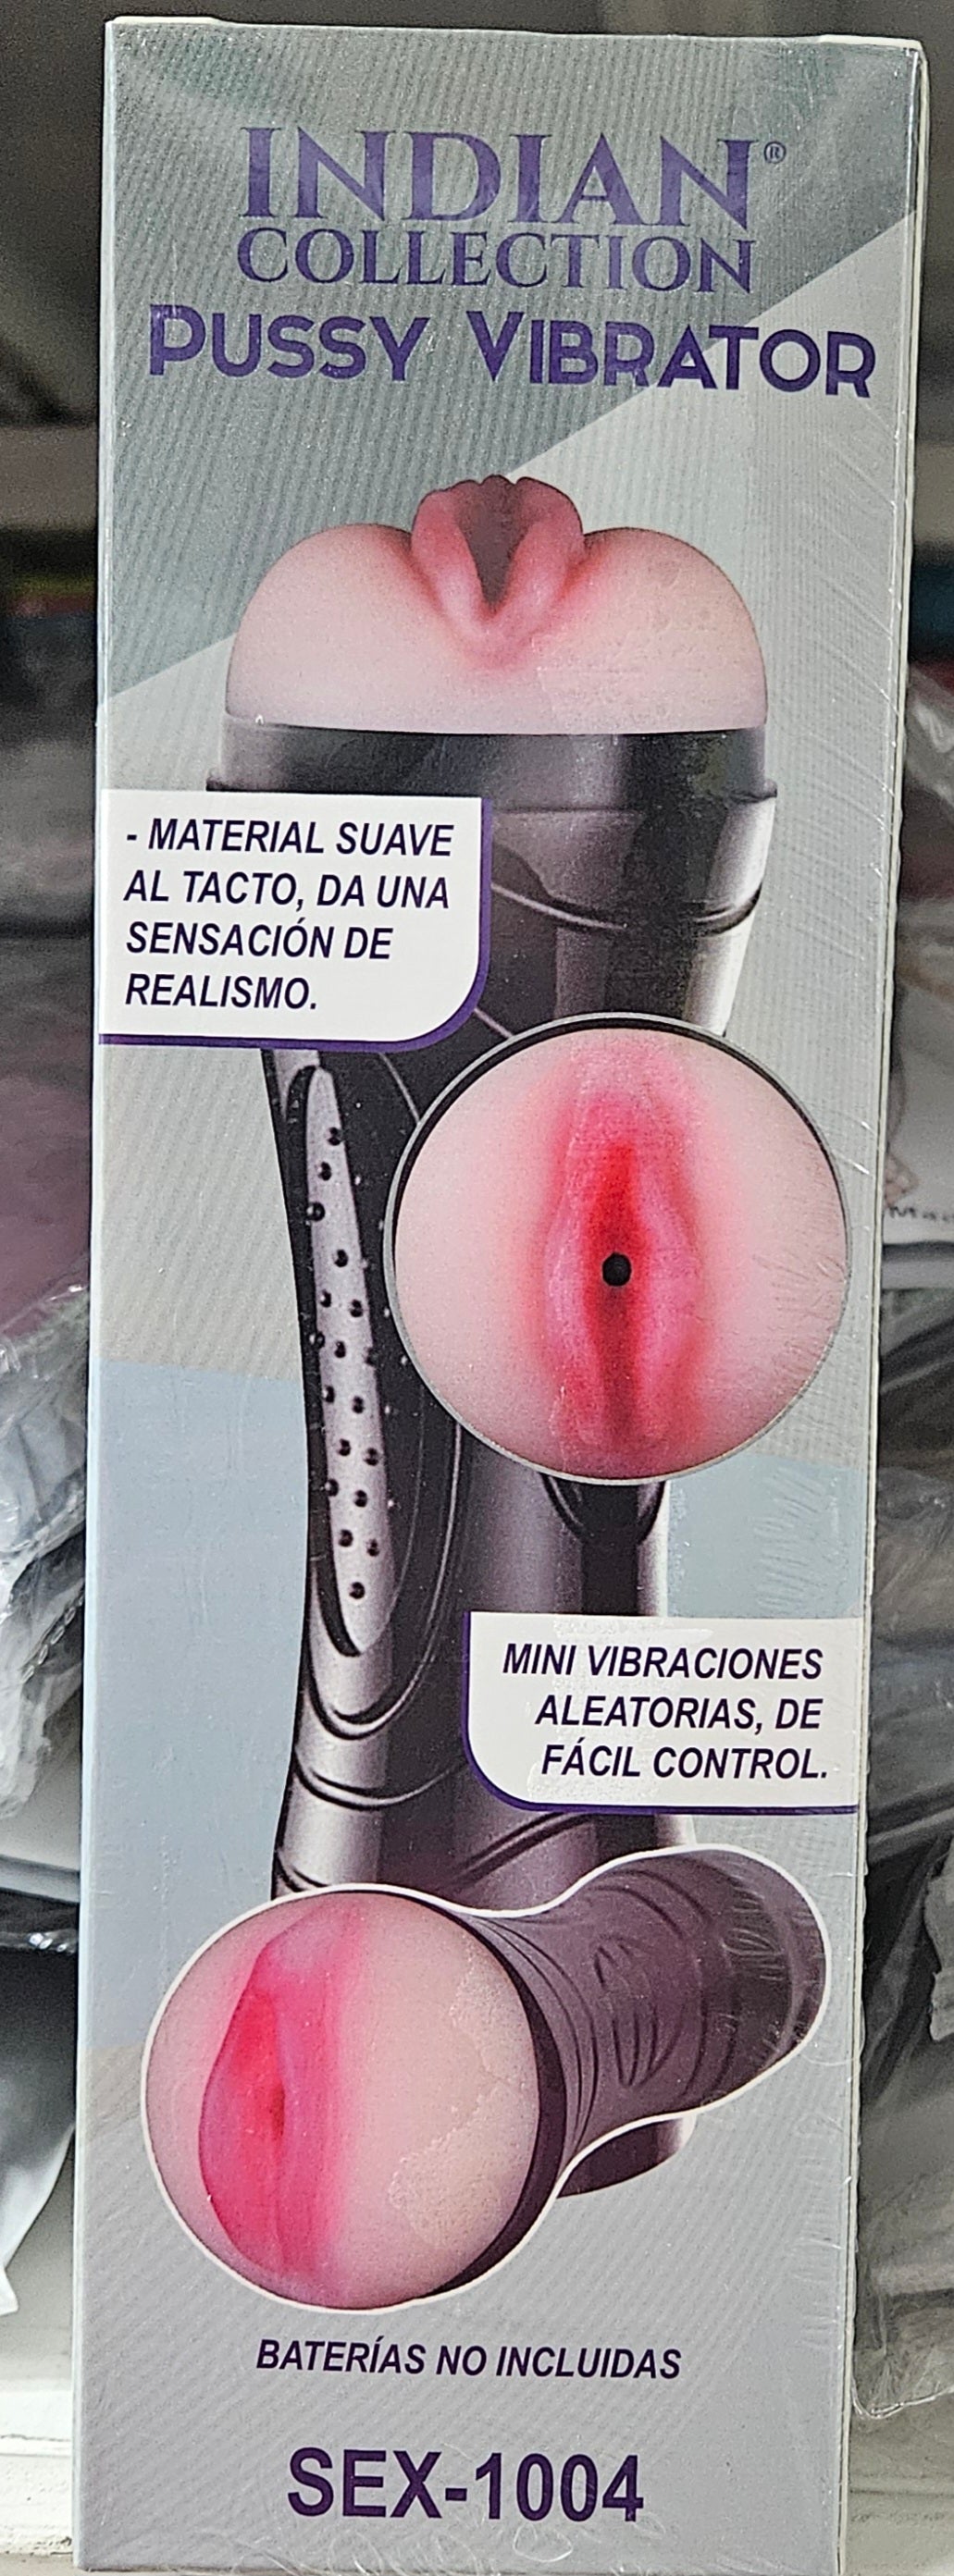 INDIAN®
COLLECTION
PUSSY VIBRATOR
- MATERIAL SUAVE
AL TACTO, DA UNA
SENSACIÓN DE
REALISMO.
MINI VIBRACIONES
ALEATORIAS, DE
FÁCIL CONTROL.
BATERÍAS NO INCLUIDAS
SEX-1004